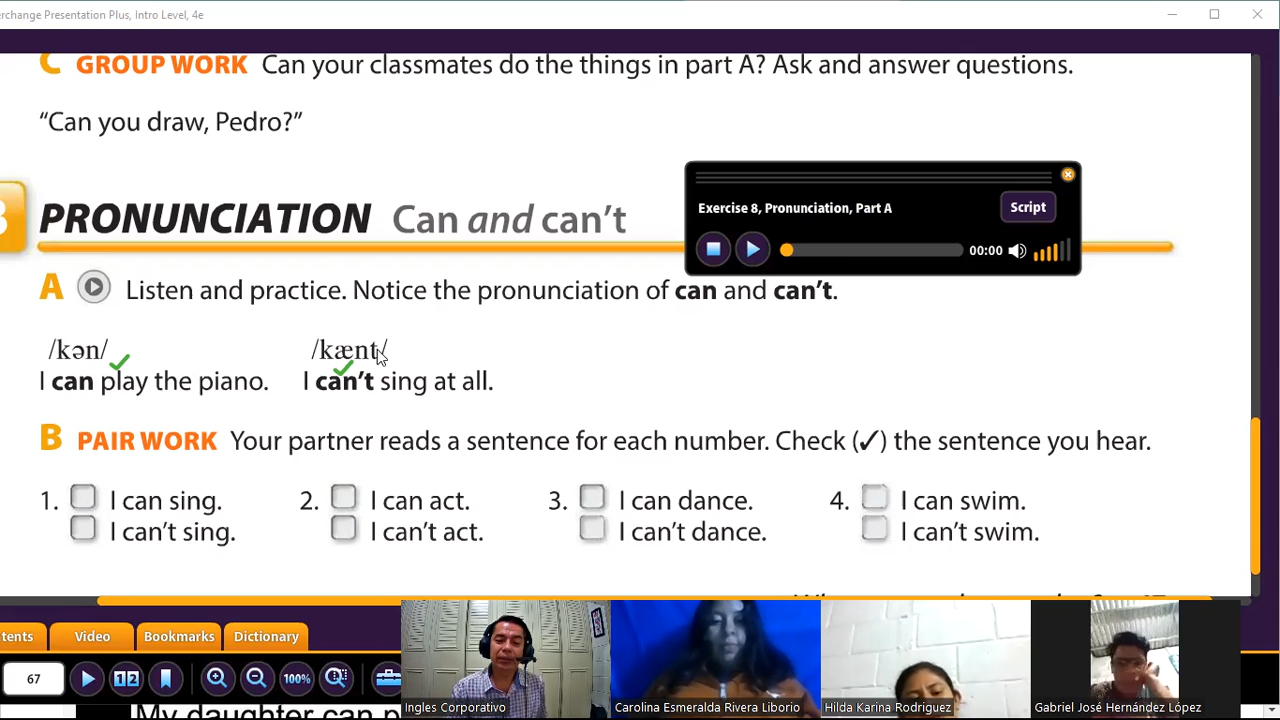 erchange Presentation Plus, Intro Level, 4e
C GROUP WORK Can your classmates do the things in part A? Ask and answer questions.
“Can you draw, Pedro?”
PRONUNCIATION Can and can’t
Exercise 8, Pronunciation, Part A
Script
00:00
A Listen and practice. Notice the pronunciation of can and can’t.
/kən/ /kænt/
I can play the piano. I can’t sing at all.
B PAIR WORK Your partner reads a sentence for each number. Check (✓) the sentence you hear.
1. I can sing. 2. I can act. 3. I can dance. 4. I can swim.
I can’t sing. I can’t act. I can’t dance. I can’t swim.
tents Video Bookmarks Dictionary
67 12 100%
My daughter can p
Ingles Corporativo Carolina Esmeralda Rivera Liborio Hilda Karina Rodriguez Gabriel José Hernández López